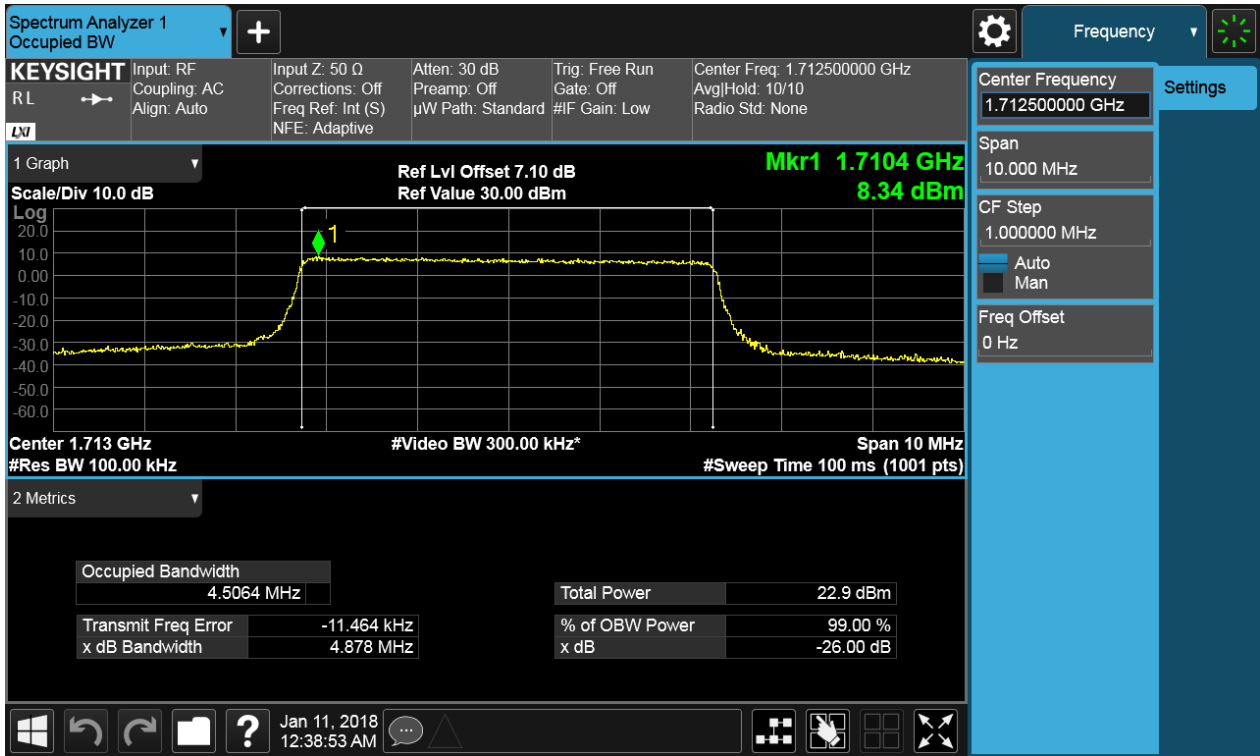 Spectrum Analyzer 1
Occupied BW
Frequency
KEYSIGHT
RL
LXI
Input: RF
Coupling: AC
Align: Auto
Input Z: 50 Ω
Corrections: Off
Freq Ref: Int (S)
NFE: Adaptive
Atten: 30 dB
Preamp: Off
µW Path: Standard
Trig: Free Run
Gate: Off
#IF Gain: Low
Center Freq: 1.712500000 GHz
Avg|Hold: 10/10
Radio Std: None
Center Frequency
1.712500000 GHz
Settings
Span
10.000 MHz
CF Step
1.000000 MHz
Auto
Man
Freq Offset
0 Hz
1 Graph
Scale/Div 10.0 dB
Ref Lvl Offset 7.10 dB
Ref Value 30.00 dBm
Mkr1 1.7104 GHz
8.34 dBm
Log
20.0
10.0
0.00
-10.0
-20.0
-30.0
-40.0
-50.0
-60.0
1
Center 1.713 GHz
#Video BW 300.00 kHz*
Span 10 MHz
#Res BW 100.00 kHz
#Sweep Time 100 ms (1001 pts)
2 Metrics
Occupied Bandwidth
4.5064 MHz
Total Power 22.9 dBm
Transmit Freq Error -11.464 kHz
% of OBW Power 99.00 %
x dB Bandwidth 4.878 MHz
x dB -26.00 dB
?
Jan 11, 2018
12:38:53 AM